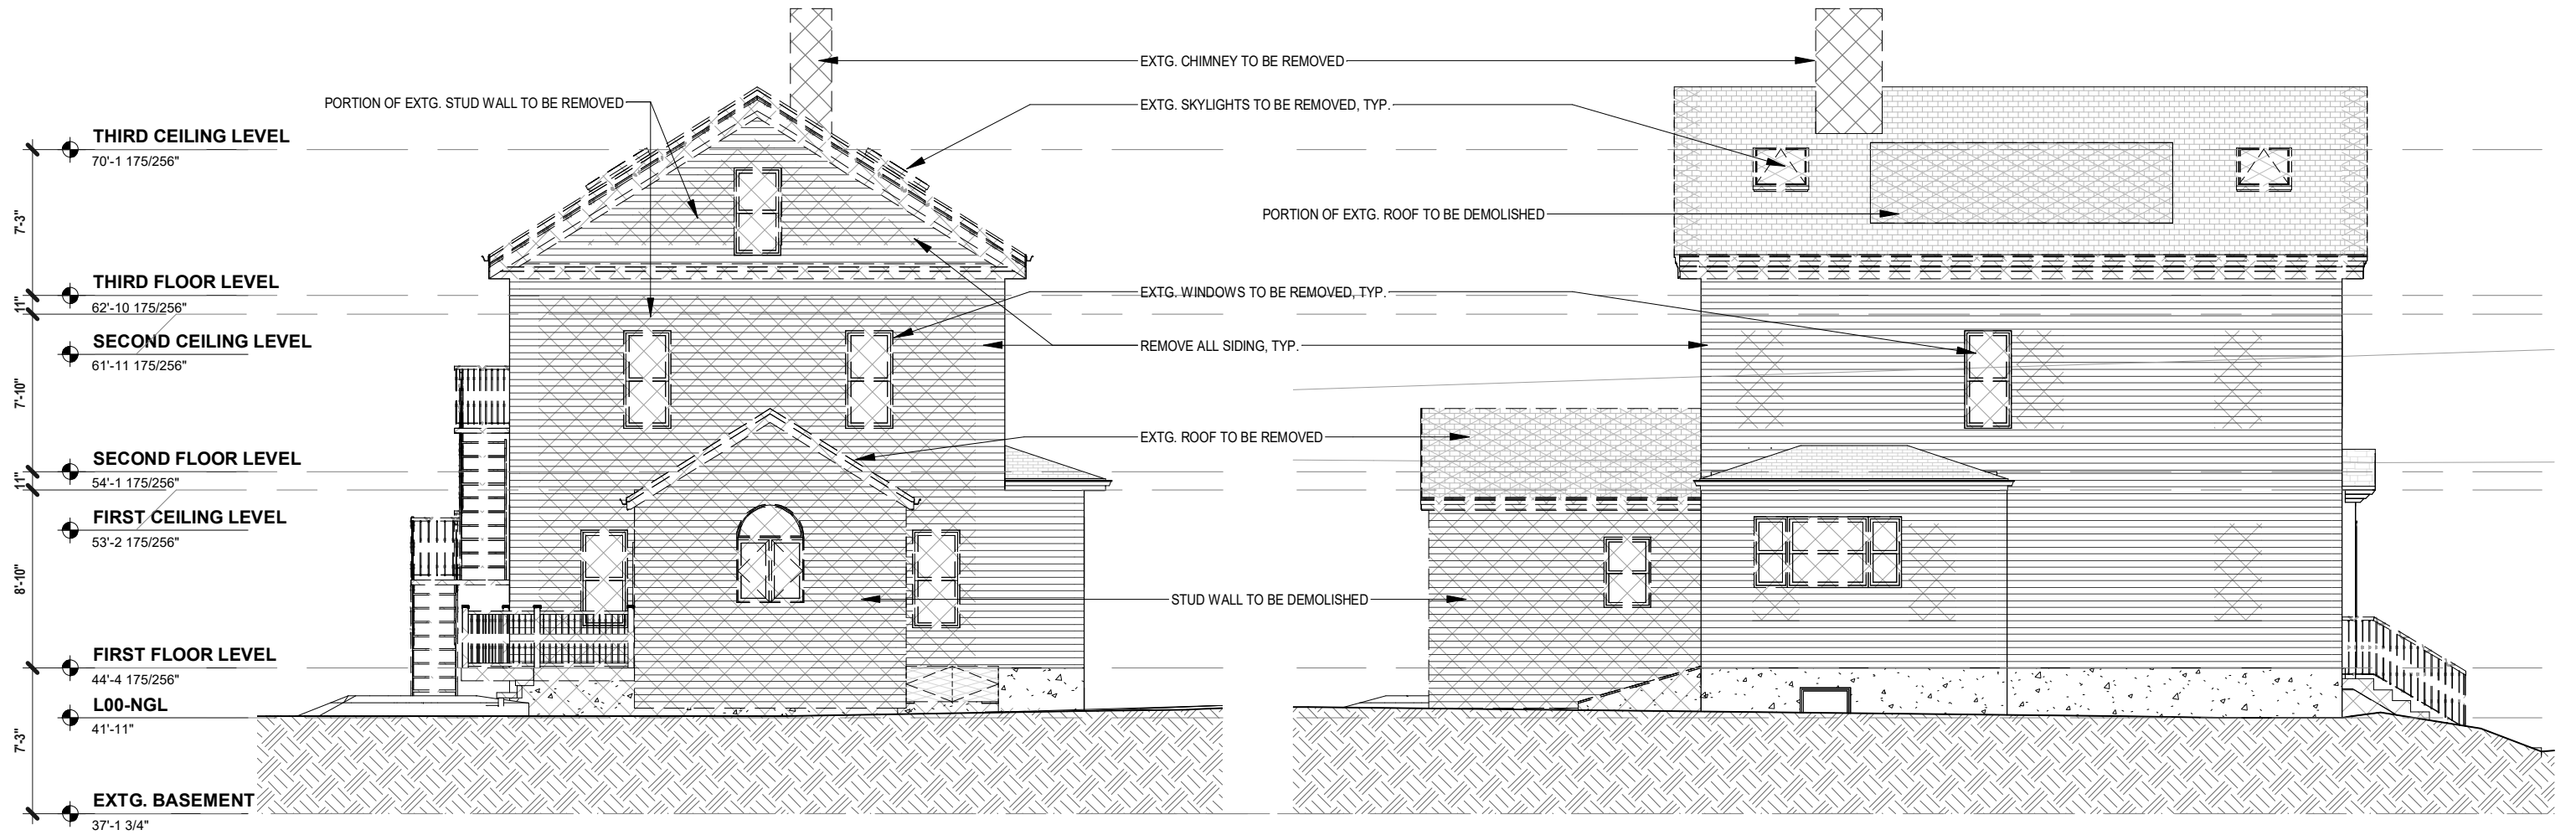 EXTG. CHIMNEY TO BE REMOVED
PORTION OF EXTG. STUD WALL TO BE REMOVED
EXTG. SKYLIGHTS TO BE REMOVED, TYP.
THIRD CEILING LEVEL
70'-1 175/256"
7'-3"
PORTION OF EXTG. ROOF TO BE DEMOLISHED
THIRD FLOOR LEVEL
62'-10 175/256"
11"
EXTG. WINDOWS TO BE REMOVED, TYP.
SECOND CEILING LEVEL
61'-11 175/256"
REMOVE ALL SIDING, TYP.
7'-10"
EXTG. ROOF TO BE REMOVED
SECOND FLOOR LEVEL
54'-1 175/256"
11"
FIRST CEILING LEVEL
53'-2 175/256"
8'-10"
STUD WALL TO BE DEMOLISHED
FIRST FLOOR LEVEL
44'-4 175/256"
L00-NGL
41'-11"
7'-3"
EXTG. BASEMENT
37'-1 3/4"